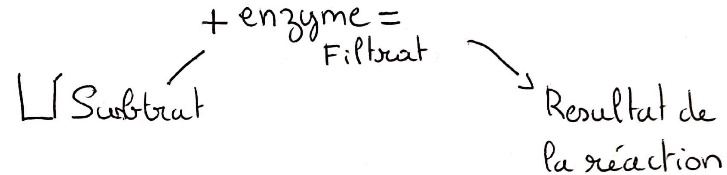 + enzyme =
Filtrat
Subtrat
Resultat de
la réaction